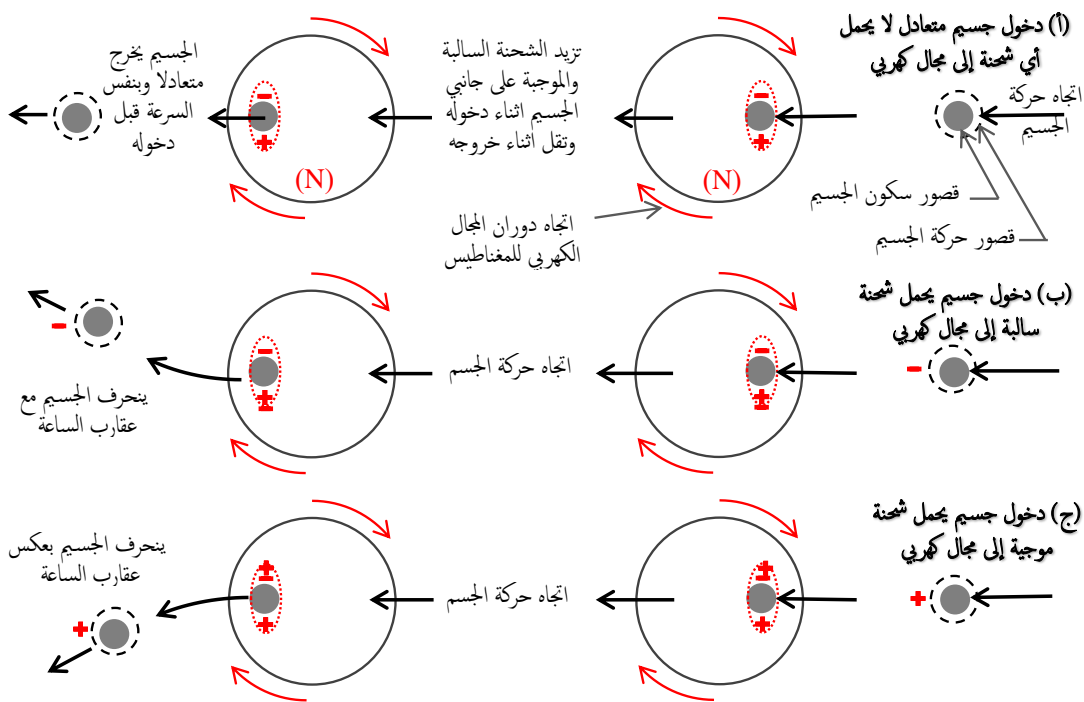 (أ) دخول جسيم متعادل لا يحمل
أي شحنة إلى مجال كهربي
اتجاه حركة
الجسيم
قصور سكون الجسيم
قصور حركة الجسيم
(N)
تزيد الشحنة السالبة
والموجبة على جانبي
الجسيم اثناء دخوله
وتقل اثناء خروجه
اتجاه دوران المجال
الكهربي للمغناطيس
(N)
الجسيم يخرج
متعادلا وبنفس
السرعة قبل
دخوله
(ب) دخول جسيم يحمل شحنة
سالبة إلى مجال كهربي
اتجاه حركة الجسم
ينحرف الجسيم مع
عقارب الساعة
(ج) دخول جسيم يحمل شحنة
موجية إلى مجال كهربي
اتجاه حركة الجسم
ينحرف الجسيم بعكس
عقارب الساعة